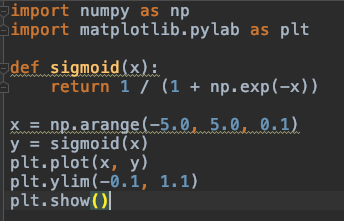 import numpy as np
import matplotlib.pylab as plt
def sigmoid(x):
    return 1 / (1 + np.exp(-x))
x = np.arange(-5.0, 5.0, 0.1)
y = sigmoid(x)
plt.plot(x, y)
plt.ylim(-0.1, 1.1)
plt.show()